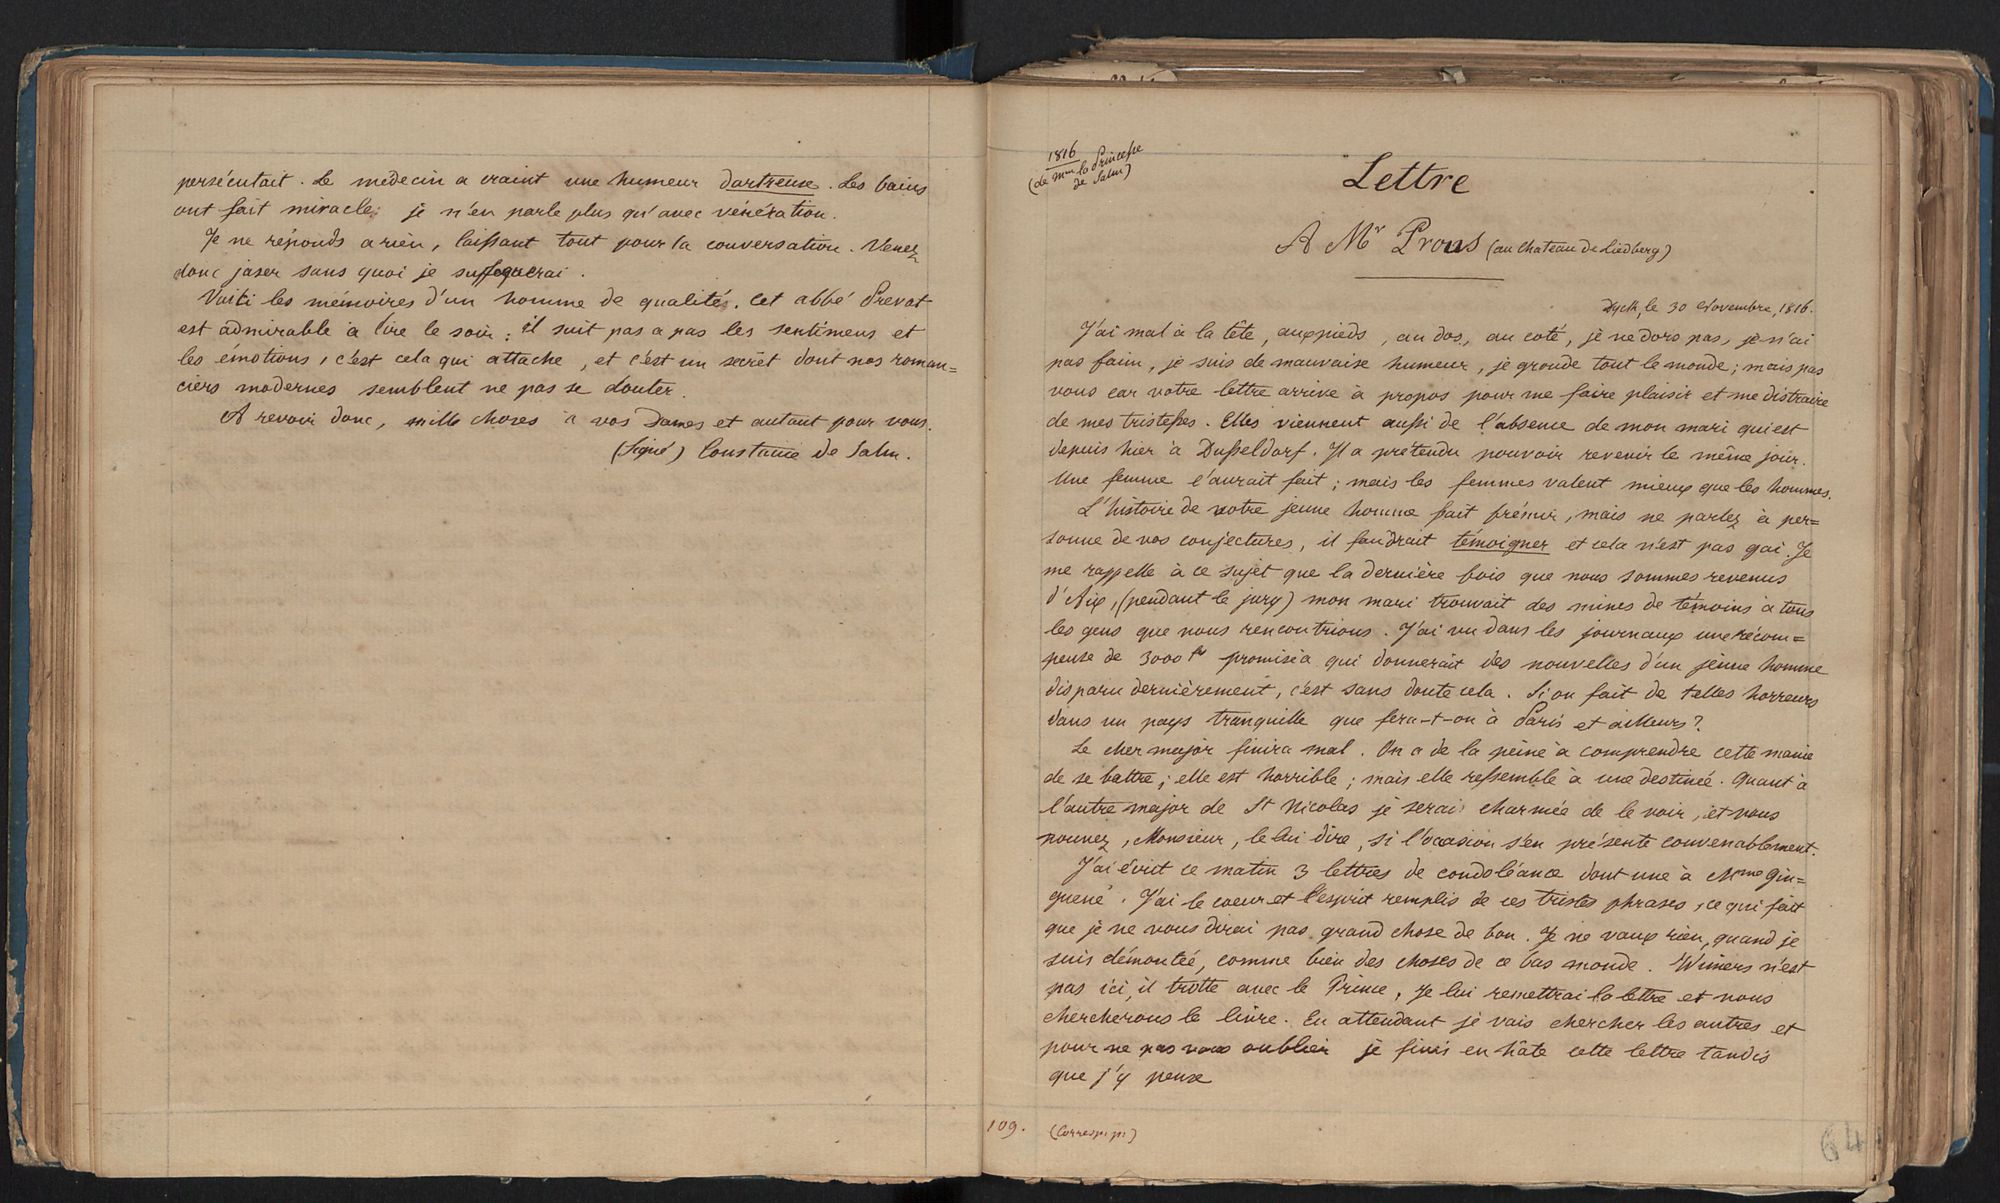 persécutait. Le medecin a craint une humeur dartreuse. Les bains
ont fait miracle; je n'en parle plus qu'avec vénération.
Je ne réponds a rien, laissant tout pour la conversation. Venez
donc jaser sans quoi je suffoquerai.
Voici les mémoires d'un homme de qualité. Cet abbé Prevot
est admirable à lire le soir: il suit pas a pas les sentimens et
les émotions, c'est cela qui attache, et c'est un secret dont nos roman=
ciers modernes semblent ne pas se douter.
A revoir donc, mille choses à vos Dames et autant pour vous.
(Signé) Constance de Salm.
1816
(de Mme la Princesse
de Salm)
Lettre
A Mr Prous (au chateau de Liedberg)
Dyck, le 30 Novembre, 1816.
J'ai mal à la tête, aux pieds, au dos, au coté, je ne dors pas, je n'ai
pas faim, je suis de mauvaise humeur, je gronde tout le monde; mais pas
vous car votre lettre arrive à propos pour me faire plaisir et me distraire
de mes tristesses. Elles viennent aussi de l'absence de mon mari qui est
depuis hier à Dusseldorf. Il a prétendu pouvoir revenir le même jour.
Une femme l'aurait fait; mais les femmes valent mieux que les hommes.
L'histoire de votre jeune homme fait frémir, mais ne parlez à per=
sonne de vos conjectures, il faudrait témoigner et cela n'est pas gai. Je
me rappelle à ce sujet que la dernière fois que nous sommes revenus
d'Aix, (pendant le jury) mon mari trouvait des mines de témoins à tous
les gens que nous rencontrions. J'ai vu dans les journaux une récom=
pense de 3000 frs promise à qui donnerait des nouvelles d'un jeune homme
disparu dernièrement, c'est sans doute cela. Si on fait de telles horreurs
dans un pays tranquille que fera-t-on à Paris et ailleurs?
Le cher major finira mal. On a de la peine à comprendre cette manie
de se battre; elle est horrible; mais elle ressemble à une destinée. Quant à
l'autre major de St Nicolas je serai charmée de le voir, et vous
pouvez, Monsieur, le lui dire, si l'occasion s'en présente convenablement.
J'ai écrit ce matin 3 lettres de condoléance dont une à Mme Gin=
guené. J'ai le coeur et l'esprit remplis de ces tristes phrases, ce qui fait
que je ne vous dirai pas grand chose de bon. Je ne vaux rien, quand je
suis démontée, comme bien des choses de ce bas monde. Wimers n'est
pas ici, il trotte avec le Prince, je lui remettrai la lettre et nous
chercherons le livre. En attendant je vais chercher les autres et
pour ne pas vous oublier je finis en hâte cette lettre tandis
que j'y pense
109.
(Corresp. pi)
64